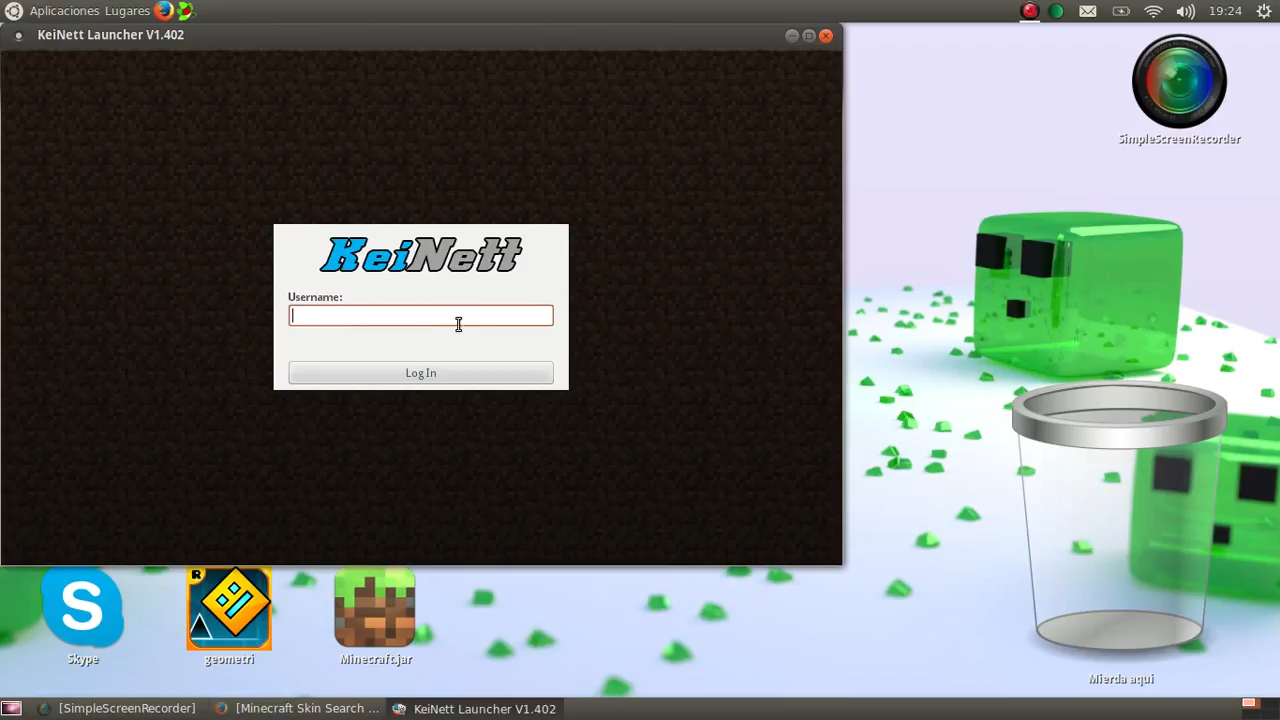 Aplicaciones Lugares
19:24
KeiNett Launcher V1.402
SimpleScreenRecorder
KeiNett
Username:
Log In
Skype
R
geometri
Minecraft.jar
Mierda aqui
[SimpleScreenRecorder]
[Minecraft Skin Search ...
KeiNett Launcher V1.402